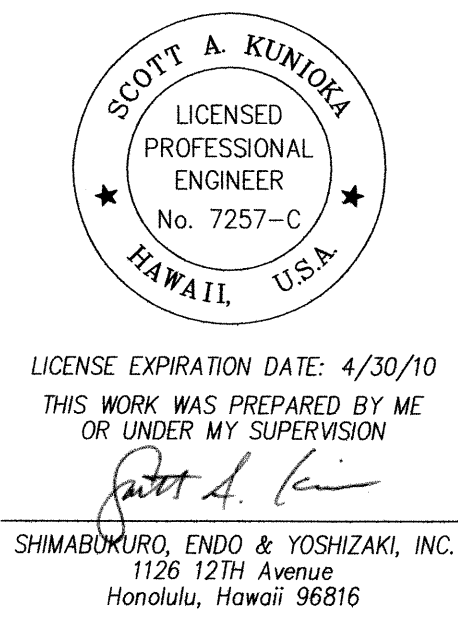 SCOTT A. KUNIOKA
LICENSED
PROFESSIONAL
ENGINEER
No. 7257-C
HAWAII, U.S.A.
LICENSE EXPIRATION DATE: 4/30/10
THIS WORK WAS PREPARED BY ME
OR UNDER MY SUPERVISION
SHIMABUKURO, ENDO & YOSHIZAKI, INC.
1126 12TH Avenue
Honolulu, Hawaii 96816